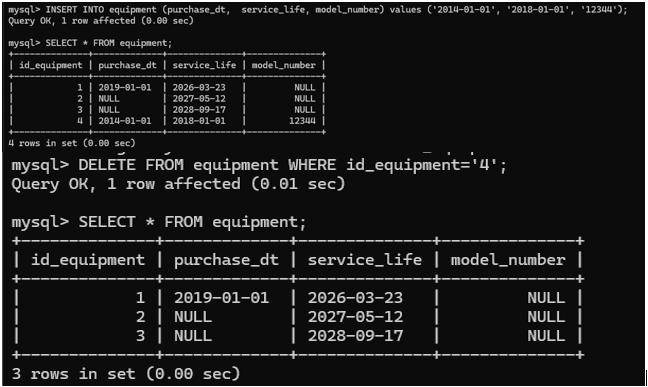 mysql> INSERT INTO equipment (purchase_dt,  service_life, model_number) values ('2014-01-01', '2018-01-01', '12344');
Query OK, 1 row affected (0.00 sec)
mysql> SELECT * FROM equipment;
+--------------+-------------+--------------+--------------+
| id_equipment | purchase_dt | service_life | model_number |
+--------------+-------------+--------------+--------------+
|            1 | 2019-01-01  | 2026-03-23   |         NULL |
|            2 | NULL        | 2027-05-12   |         NULL |
|            3 | NULL        | 2028-09-17   |         NULL |
|            4 | 2014-01-01  | 2018-01-01   |        12344 |
+--------------+-------------+--------------+--------------+
4 rows in set (0.00 sec)
mysql> DELETE FROM equipment WHERE id_equipment='4';
Query OK, 1 row affected (0.01 sec)
mysql> SELECT * FROM equipment;
+--------------+-------------+--------------+--------------+
| id_equipment | purchase_dt | service_life | model_number |
+--------------+-------------+--------------+--------------+
|            1 | 2019-01-01  | 2026-03-23   |         NULL |
|            2 | NULL        | 2027-05-12   |         NULL |
|            3 | NULL        | 2028-09-17   |         NULL |
+--------------+-------------+--------------+--------------+
3 rows in set (0.00 sec)